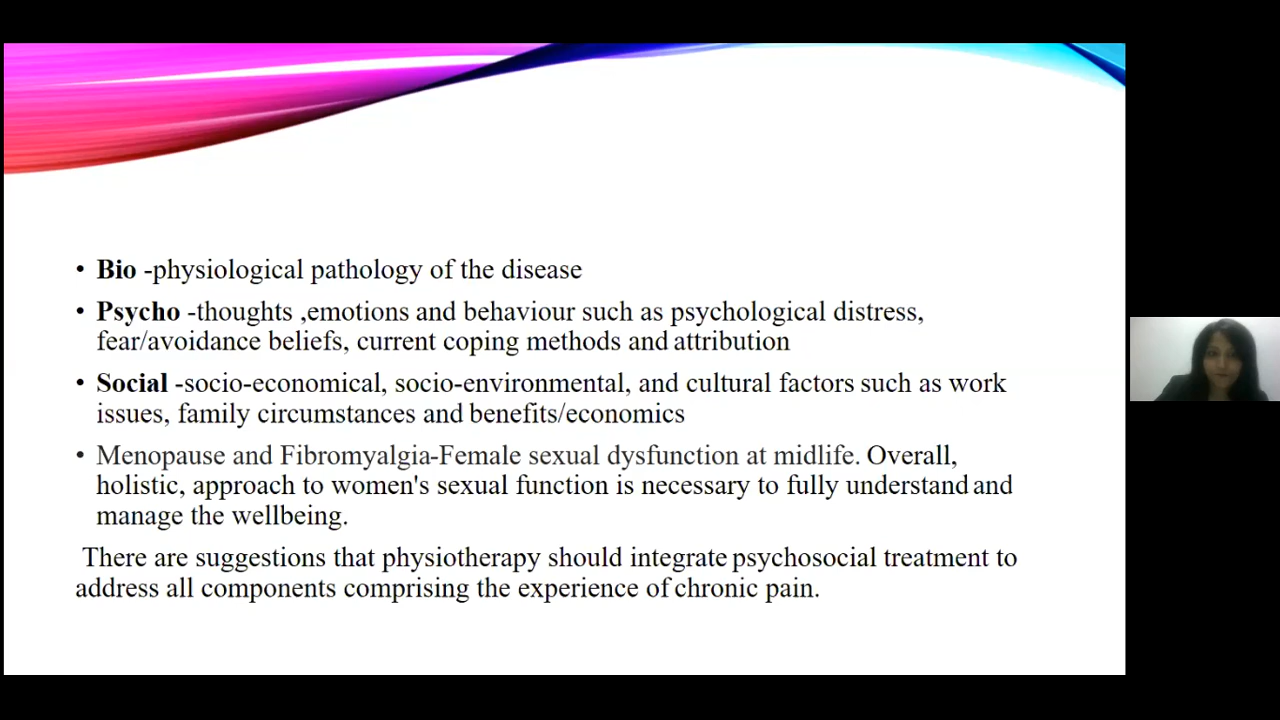 • Bio -physiological pathology of the disease
• Psycho -thoughts ,emotions and behaviour such as psychological distress,
fear/avoidance beliefs, current coping methods and attribution
• Social -socio-economical, socio-environmental, and cultural factors such as work
issues, family circumstances and benefits/economics
• Menopause and Fibromyalgia-Female sexual dysfunction at midlife. Overall,
holistic, approach to women's sexual function is necessary to fully understand and
manage the wellbeing.
There are suggestions that physiotherapy should integrate psychosocial treatment to
address all components comprising the experience of chronic pain.